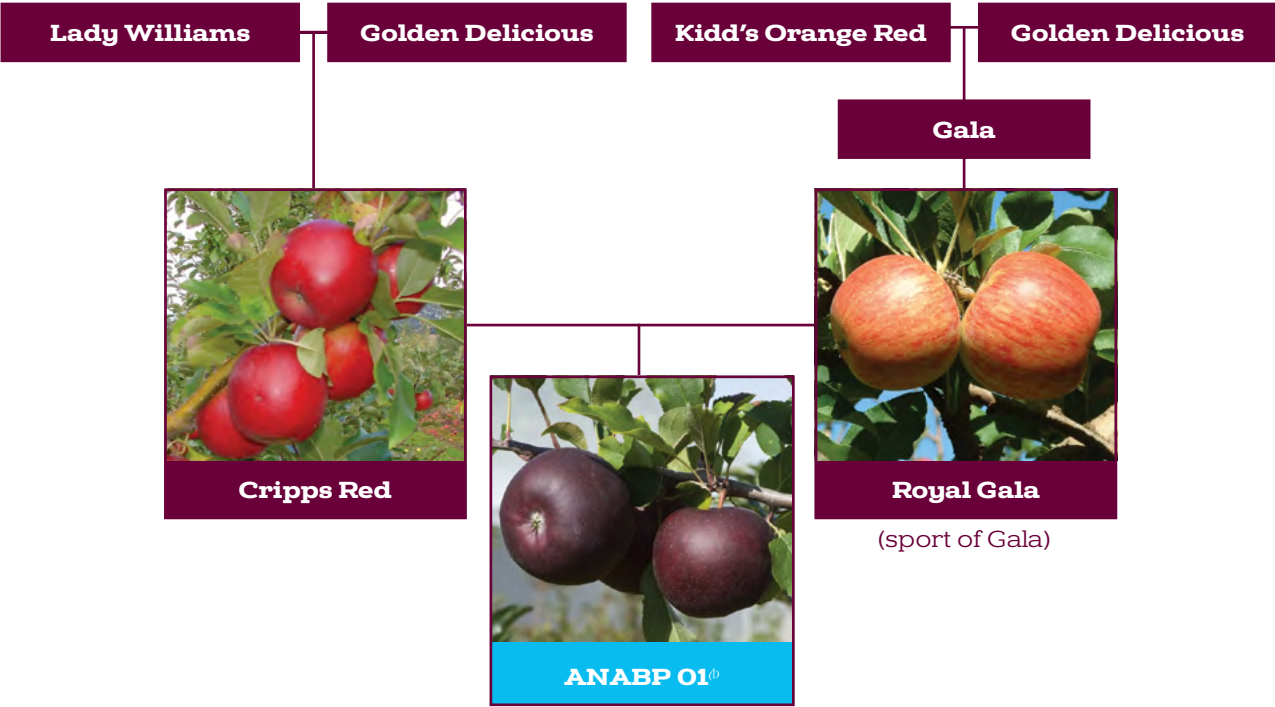 Lady Williams
Golden Delicious
Kidd's Orange Red
Golden Delicious
Gala
Cripps Red
Royal Gala
(sport of Gala)
ANABP 01